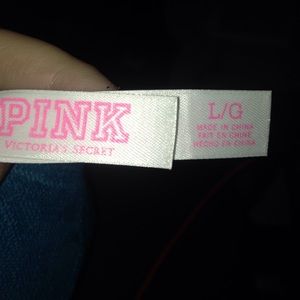 PINK
VICTORIA'S SECRET
L/G
MADE IN CHINA
FAIT EN CHINE
HECHO EN CHINA